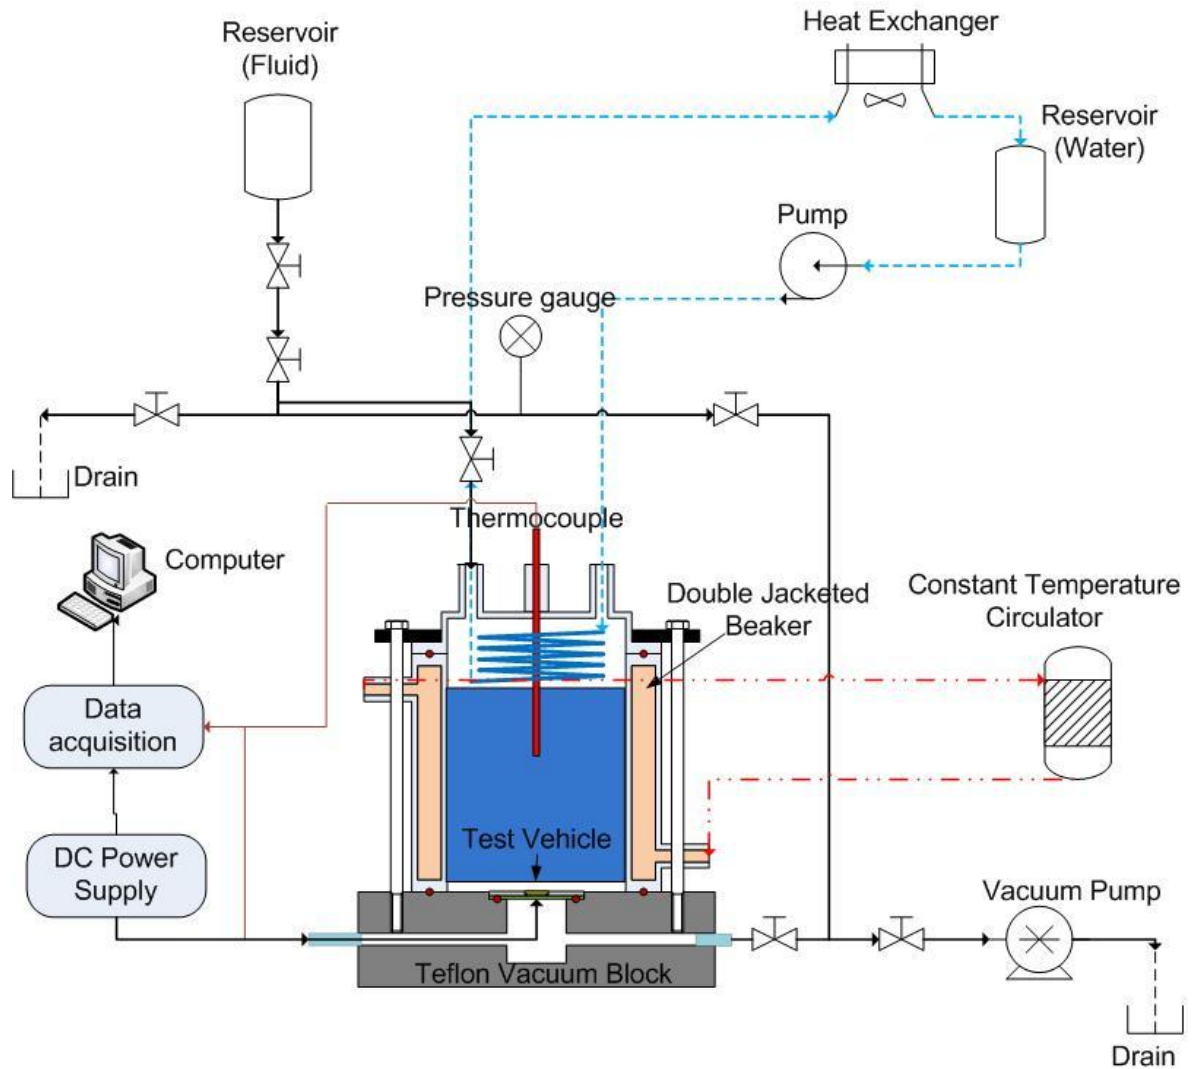 Heat Exchanger
Reservoir
(Fluid)
Reservoir
(Water)
Pump
Pressure gauge
Drain
Thermocouple
Computer
Double Jacketed
Beaker
Constant Temperature
Circulator
Data
acquisition
Test Vehicle
DC Power
Supply
Vacuum Pump
Teflon Vacuum Block
Drain